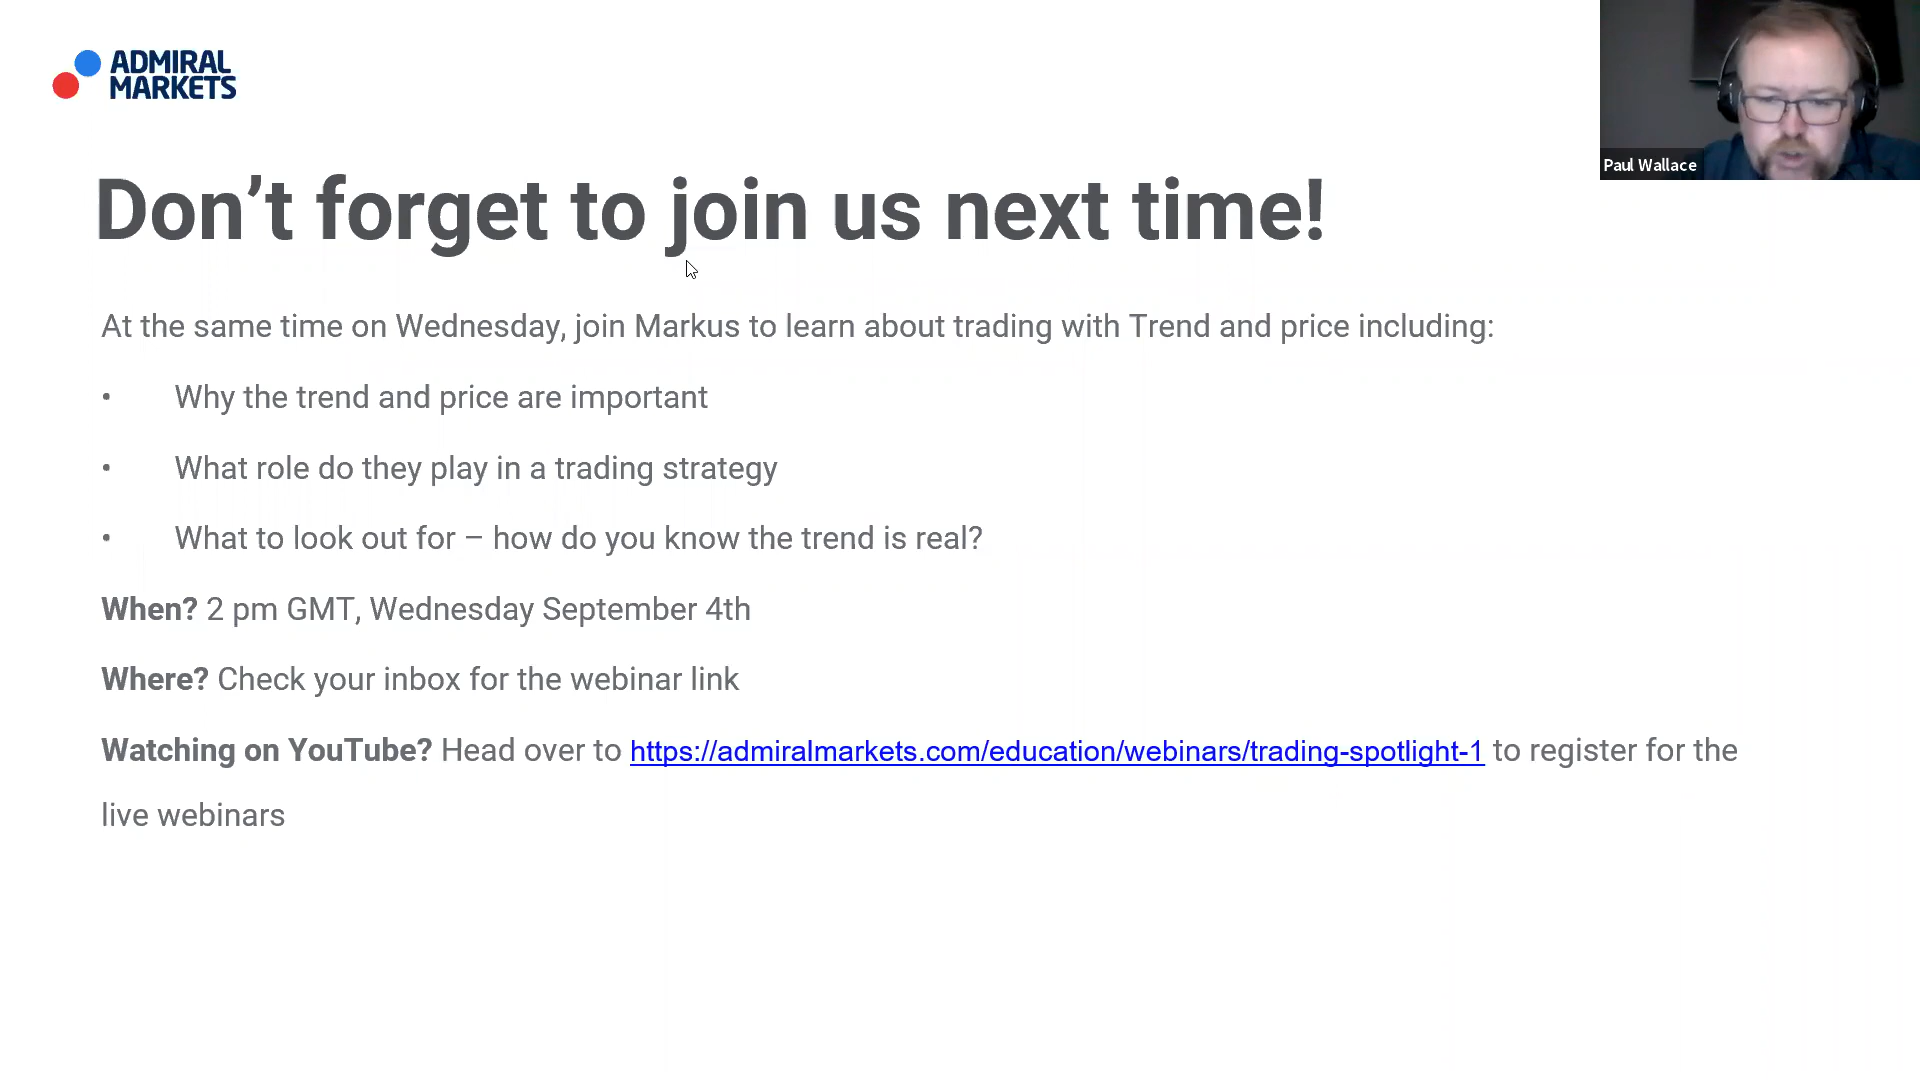 ADMIRAL
MARKETS
Paul Wallace
Don’t forget to join us next time!
At the same time on Wednesday, join Markus to learn about trading with Trend and price including:
• Why the trend and price are important
• What role do they play in a trading strategy
• What to look out for – how do you know the trend is real?
When? 2 pm GMT, Wednesday September 4th
Where? Check your inbox for the webinar link
Watching on YouTube? Head over to https://admiralmarkets.com/education/webinars/trading-spotlight-1 to register for the
live webinars